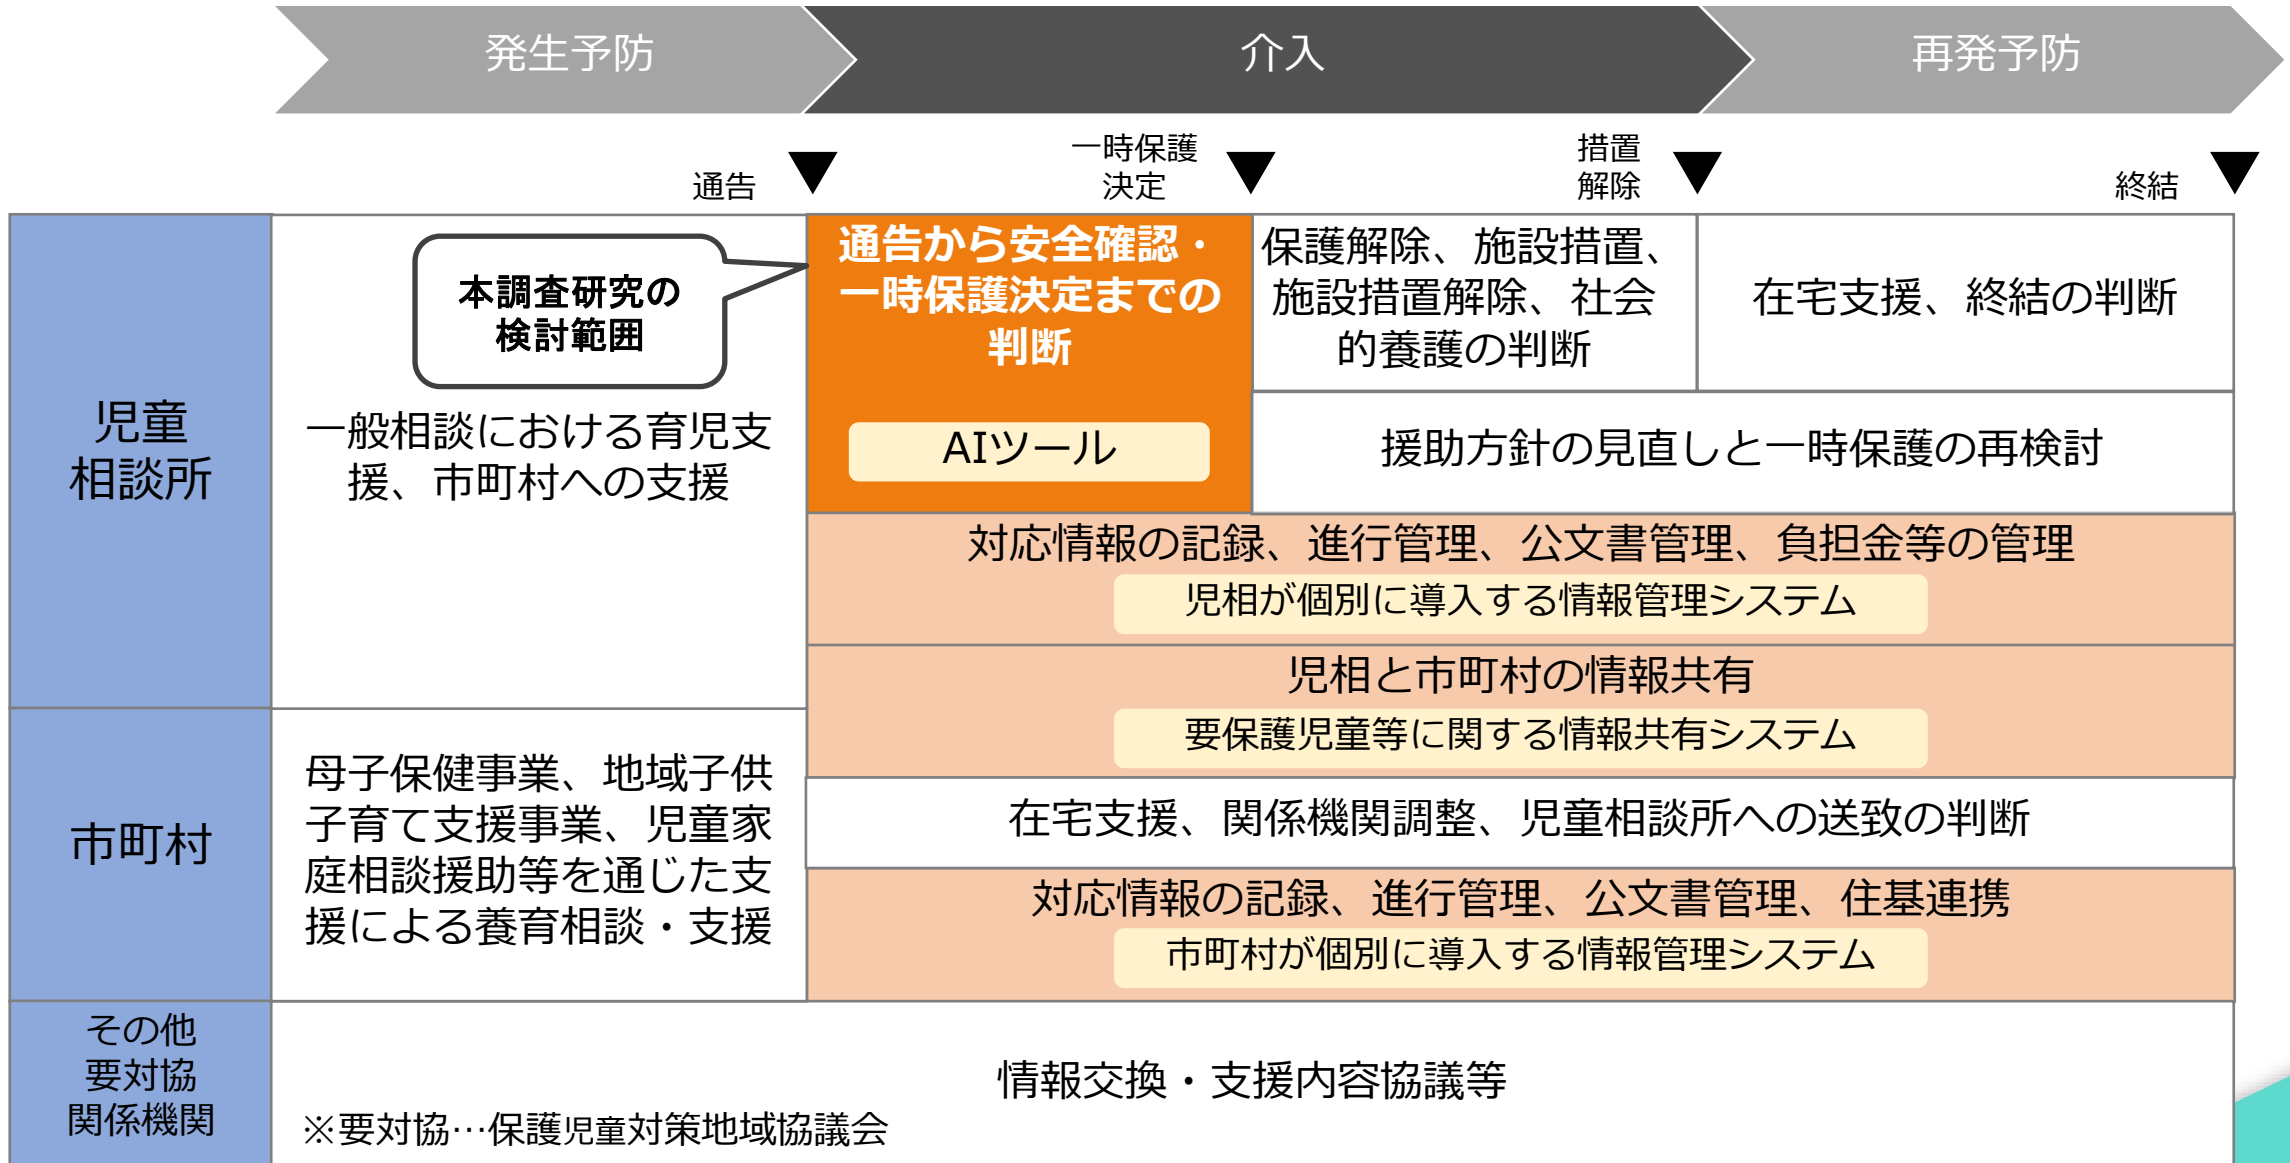 発生予防
介入
再発予防
通告
一時保護
決定
措置
解除
終結
児童
相談所
本調査研究の
検討範囲
一般相談における育児支
援、市町村への支援
通告から安全確認・
一時保護決定までの
判断
AIツール
保護解除、施設措置、
施設措置解除、社会
的養護の判断
在宅支援、終結の判断
援助方針の見直しと一時保護の再検討
対応情報の記録、進行管理、公文書管理、負担金等の管理
児相が個別に導入する情報管理システム
児相と市町村の情報共有
要保護児童等に関する情報共有システム
市町村
母子保健事業、地域子供
子育て支援事業、児童家
庭相談援助等を通じた支
援による養育相談・支援
在宅支援、関係機関調整、児童相談所への送致の判断
対応情報の記録、進行管理、公文書管理、住基連携
市町村が個別に導入する情報管理システム
その他
要対協
関係機関
情報交換・支援内容協議等
※要対協…保護児童対策地域協議会